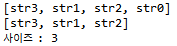 [str3, str1, str2, str0]
[str3, str1, str2]
사이즈 : 3